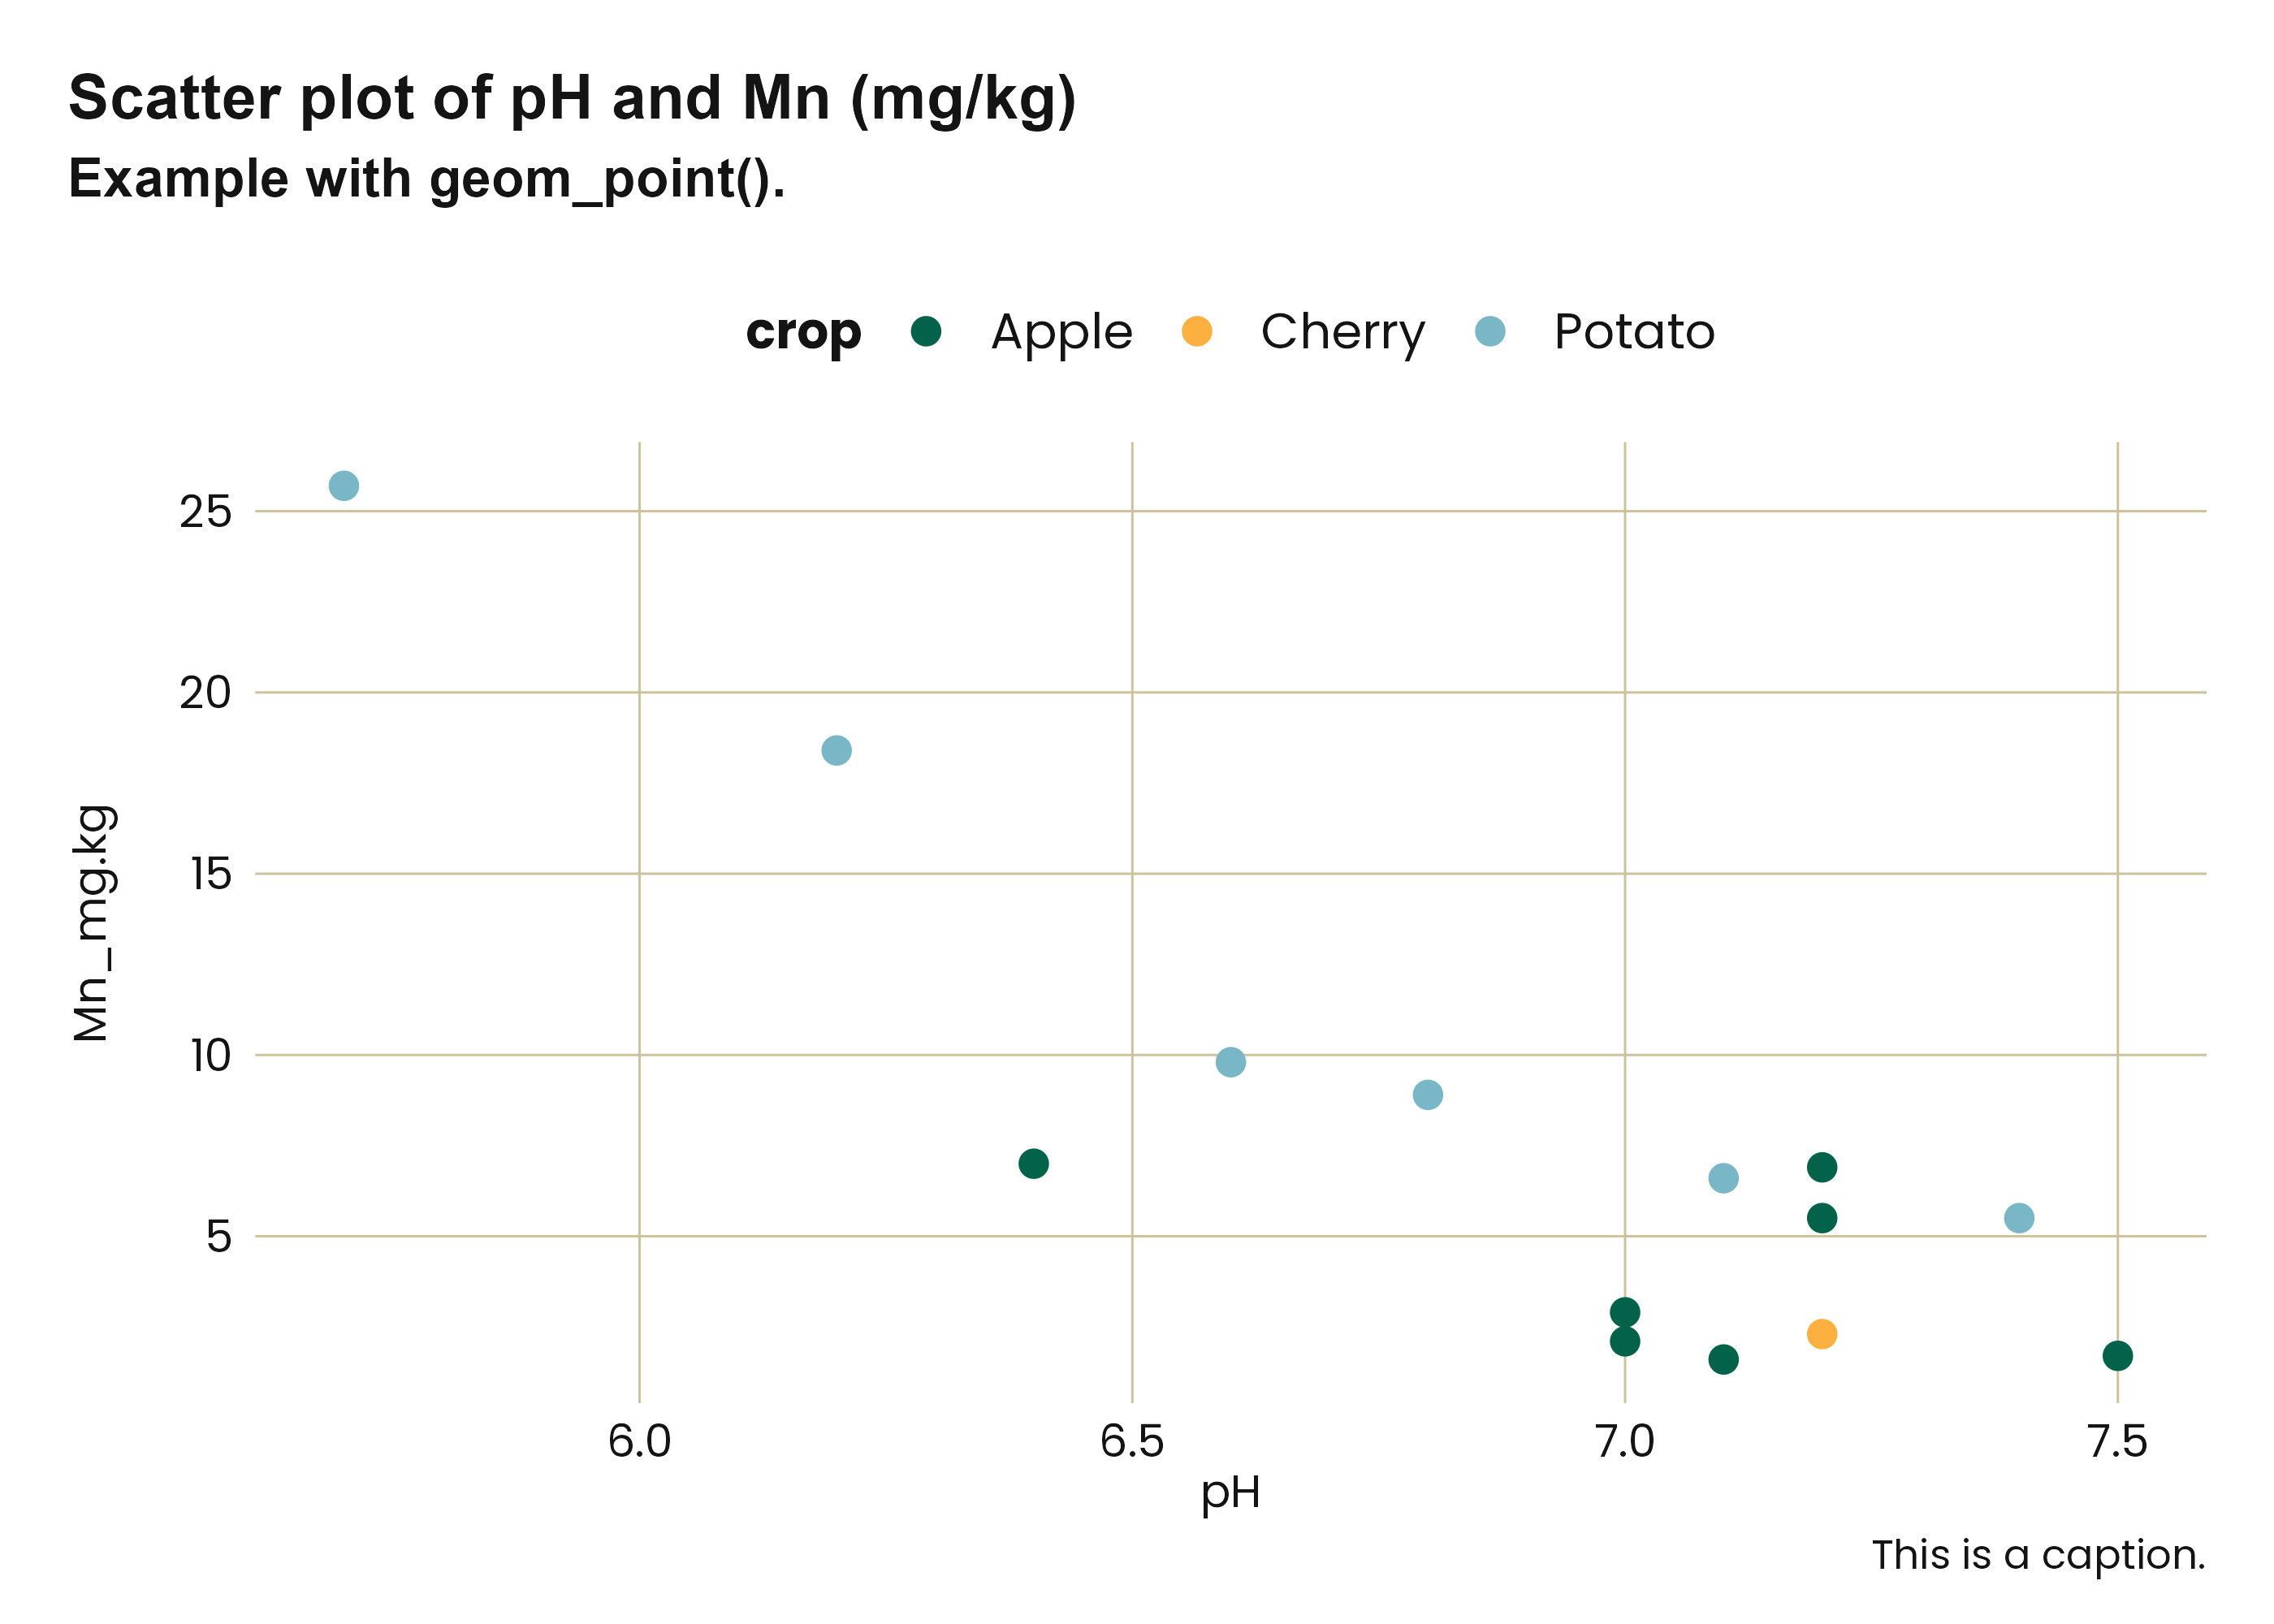 Scatter plot of pH and Mn (mg/kg)
Example with geom_point().
crop Apple Cherry Potato
Mn_mg.kg
25
20
15
10
5
6.0 6.5 7.0 7.5
pH
This is a caption.